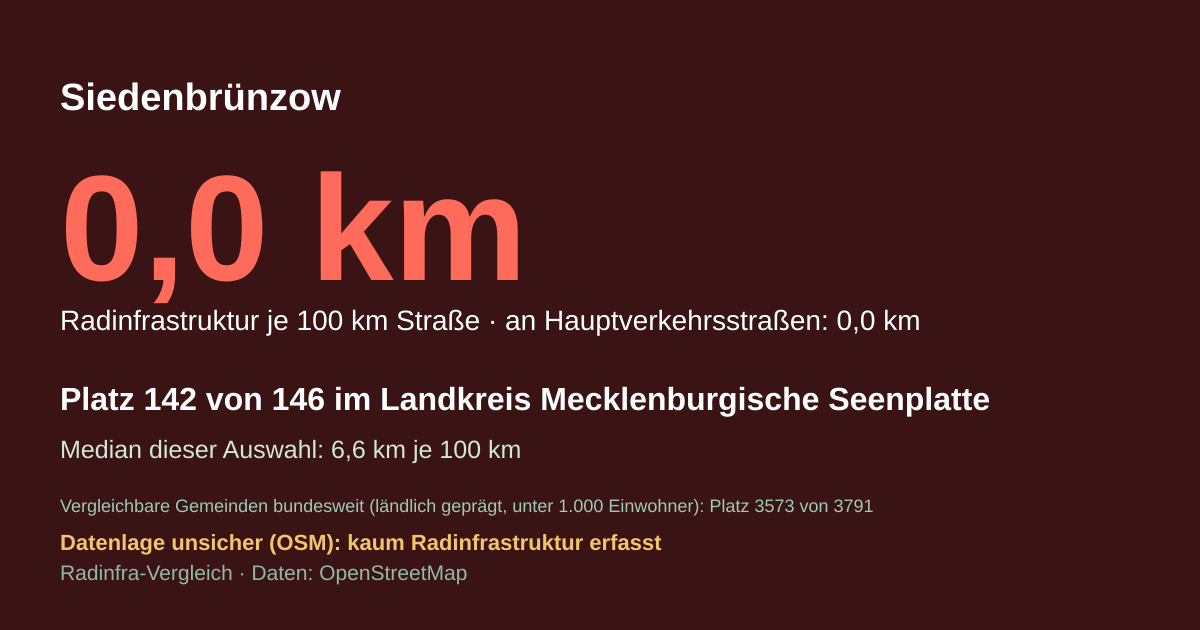 Siedenbrünzow
0,0 km
Radinfrastruktur je 100 km Straße · an Hauptverkehrsstraßen: 0,0 km
Platz 142 von 146 im Landkreis Mecklenburgische Seenplatte
Median dieser Auswahl: 6,6 km je 100 km
Vergleichbare Gemeinden bundesweit (ländlich geprägt, unter 1.000 Einwohner): Platz 3573 von 3791
Datenlage unsicher (OSM): kaum Radinfrastruktur erfasst
Radinfra-Vergleich · Daten: OpenStreetMap